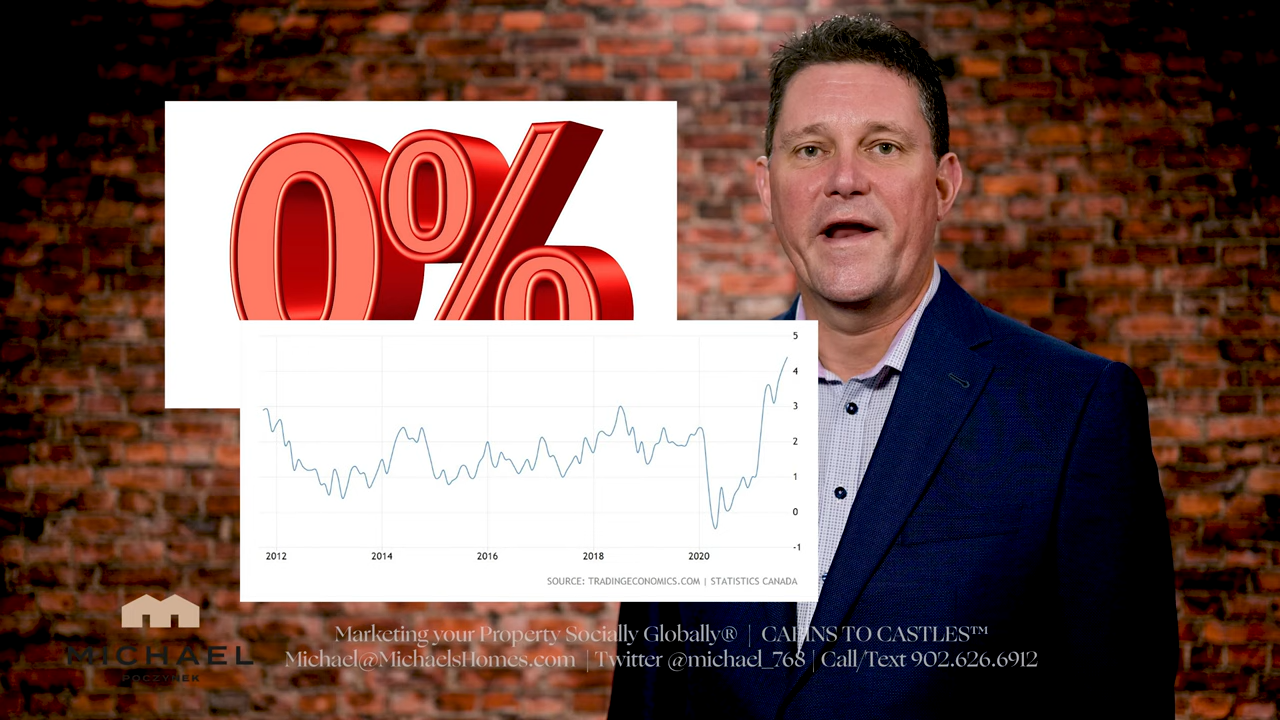 0%
5
4
3
2
1
0
-1
2012 2014 2016 2018 2020
SOURCE: TRADINGECONOMICS.COM | STATISTICS CANADA
Marketing your Property Socially Globally® | CABINS TO CASTLES™
MICHAEL
Michael@MichaelsHomes.com | Twitter @michael_768 | Call/Text 902.626.6912
POCZYNEK